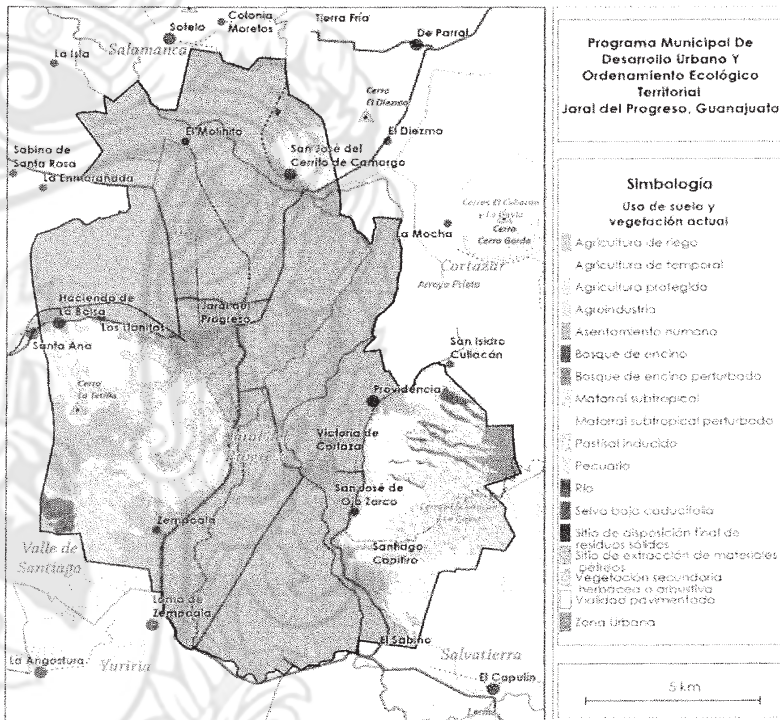 Colonia
Morelos
Tierra Fría
Sotelo
De Parral
Salamanca
La Isla
Cerro
El Diezmo
El Molinito
El Diezmo
Sabino de
Santa Rosa
San José del
Cerrito de Camargo
La Enmarañada
La Mocha
Cerro
Cerro Gordo
Cortazar
Arroyo Prieto
Hacienda de
La Bolsa
Jaral del
Progreso
Los Llanitos
Santa Ana
San Isidro
Culiacán
Cerro
La Tetilla
Providencia
Victoria de
Cortazar
San José de
Ojo Zarco
Zempoala
Santiago
Capitiro
Valle de
Santiago
Loma de
Zempoala
El Sabino
Salvatierra
La Angostura
Yuriria
El Capulín
Programa Municipal De
Desarrollo Urbano Y
Ordenamiento Ecológico
Territorial
Jaral del Progreso, Guanajuato
Simbología
Uso de suelo y
vegetación actual
Agricultura de riego
Agricultura de temporal
Agricultura protegida
Agroindustria
Asentamiento humano
Bosque de encino
Bosque de encino perturbado
Matorral subtropical
Matorral subtropical perturbado
Pastizal inducido
Pecuario
Río
Selva baja caducifolia
Sitio de disposición final de
residuos sólidos
Sitio de extracción de materiales
pétreos
Vegetación secundaria
herbacea o arbustiva
Vialidad pavimentada
Zona Urbana
5 km